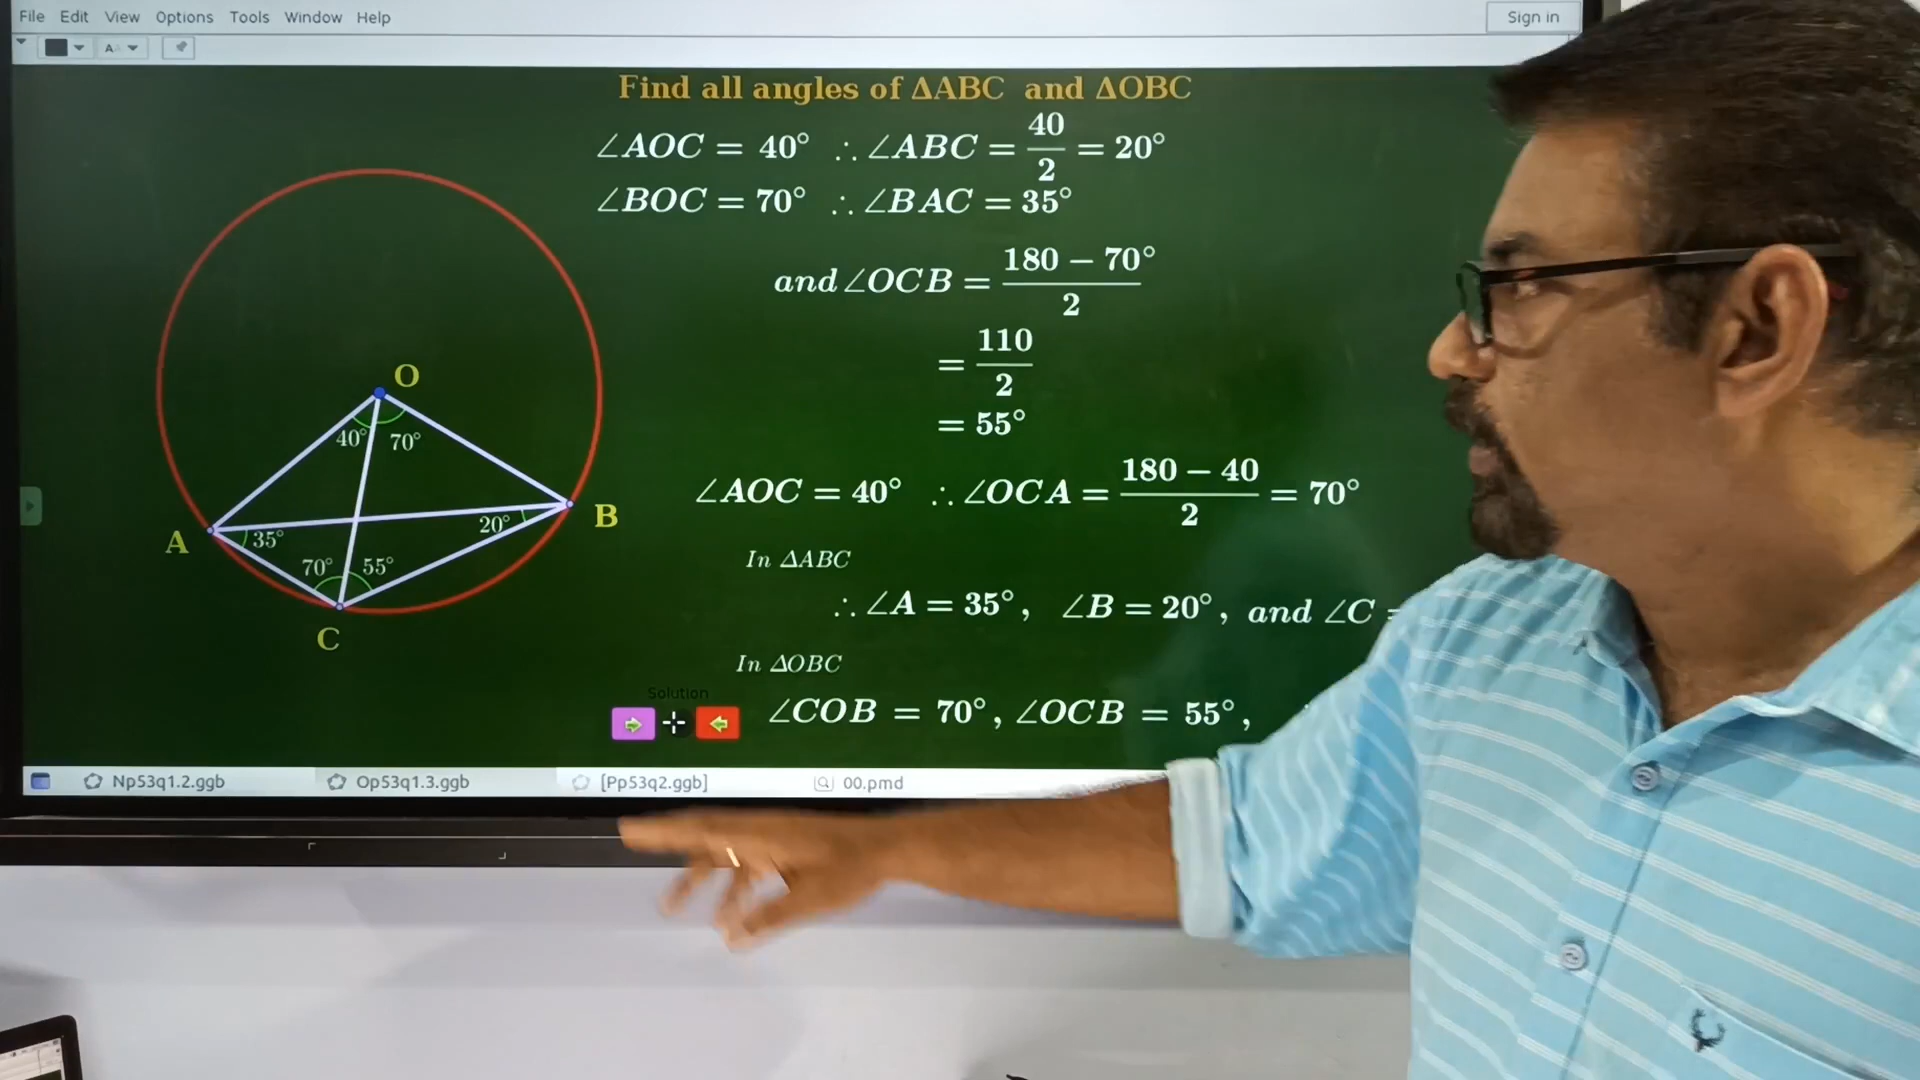 File Edit View Options Tools Window Help
Sign in
A
Find all angles of ΔABC and ΔOBC
∠AOC = 40° ∴ ∠ABC = 40/2 = 20°
∠BOC = 70° ∴ ∠BAC = 35°
and ∠OCB = (180 − 70°)/2
= 110/2
= 55°
∠AOC = 40° ∴ ∠OCA = (180 − 40)/2 = 70°
In ΔABC
∴ ∠A = 35°, ∠B = 20°, and ∠C =
In ΔOBC
∠COB = 70°, ∠OCB = 55°,
Solution
O
40° 70°
A
B
35°
20°
70° 55°
C
Np53q1.2.ggb Op53q1.3.ggb [Pp53q2.ggb] 00.pmd